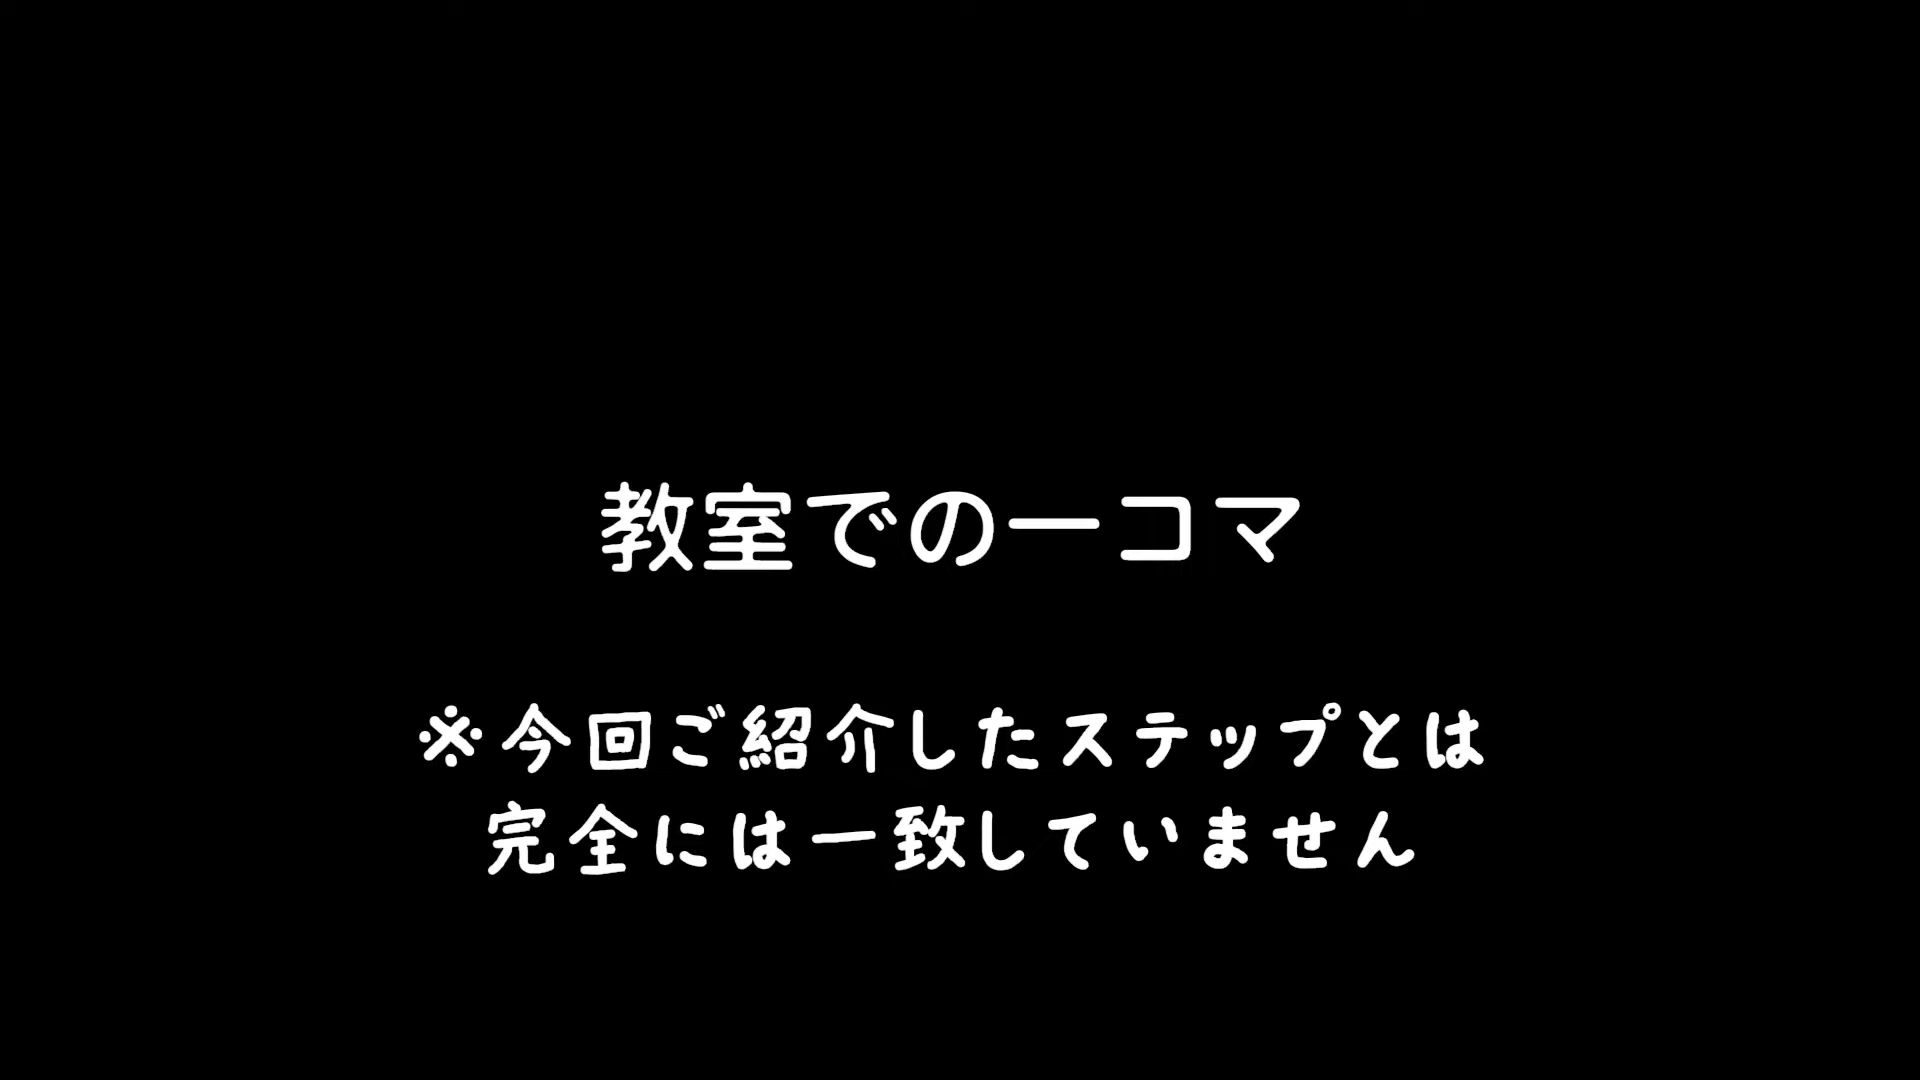 教室での一コマ
※今回ご紹介したステップとは
完全には一致していません